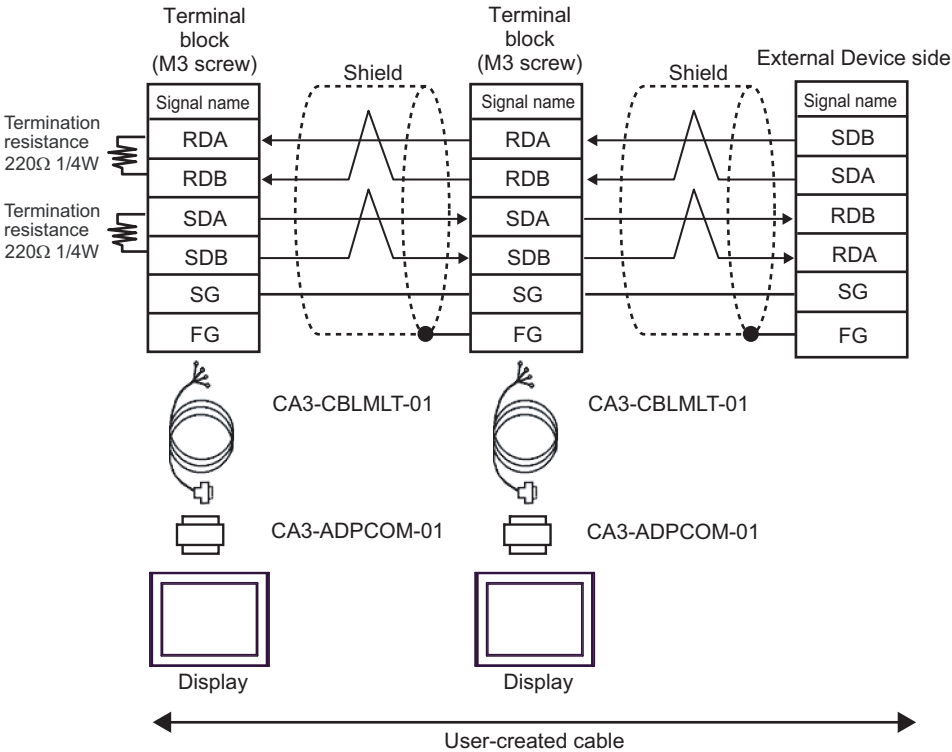 Terminal
block
(M3 screw)
Terminal
block
(M3 screw)
External Device side
Shield
Shield
Signal name
RDA
RDB
SDA
SDB
SG
FG
Signal name
RDA
RDB
SDA
SDB
SG
FG
Signal name
SDB
SDA
RDB
RDA
SG
FG
Termination
resistance
220Ω 1/4W
Termination
resistance
220Ω 1/4W
CA3-CBLMLT-01
CA3-CBLMLT-01
CA3-ADPCOM-01
CA3-ADPCOM-01
Display
Display
User-created cable